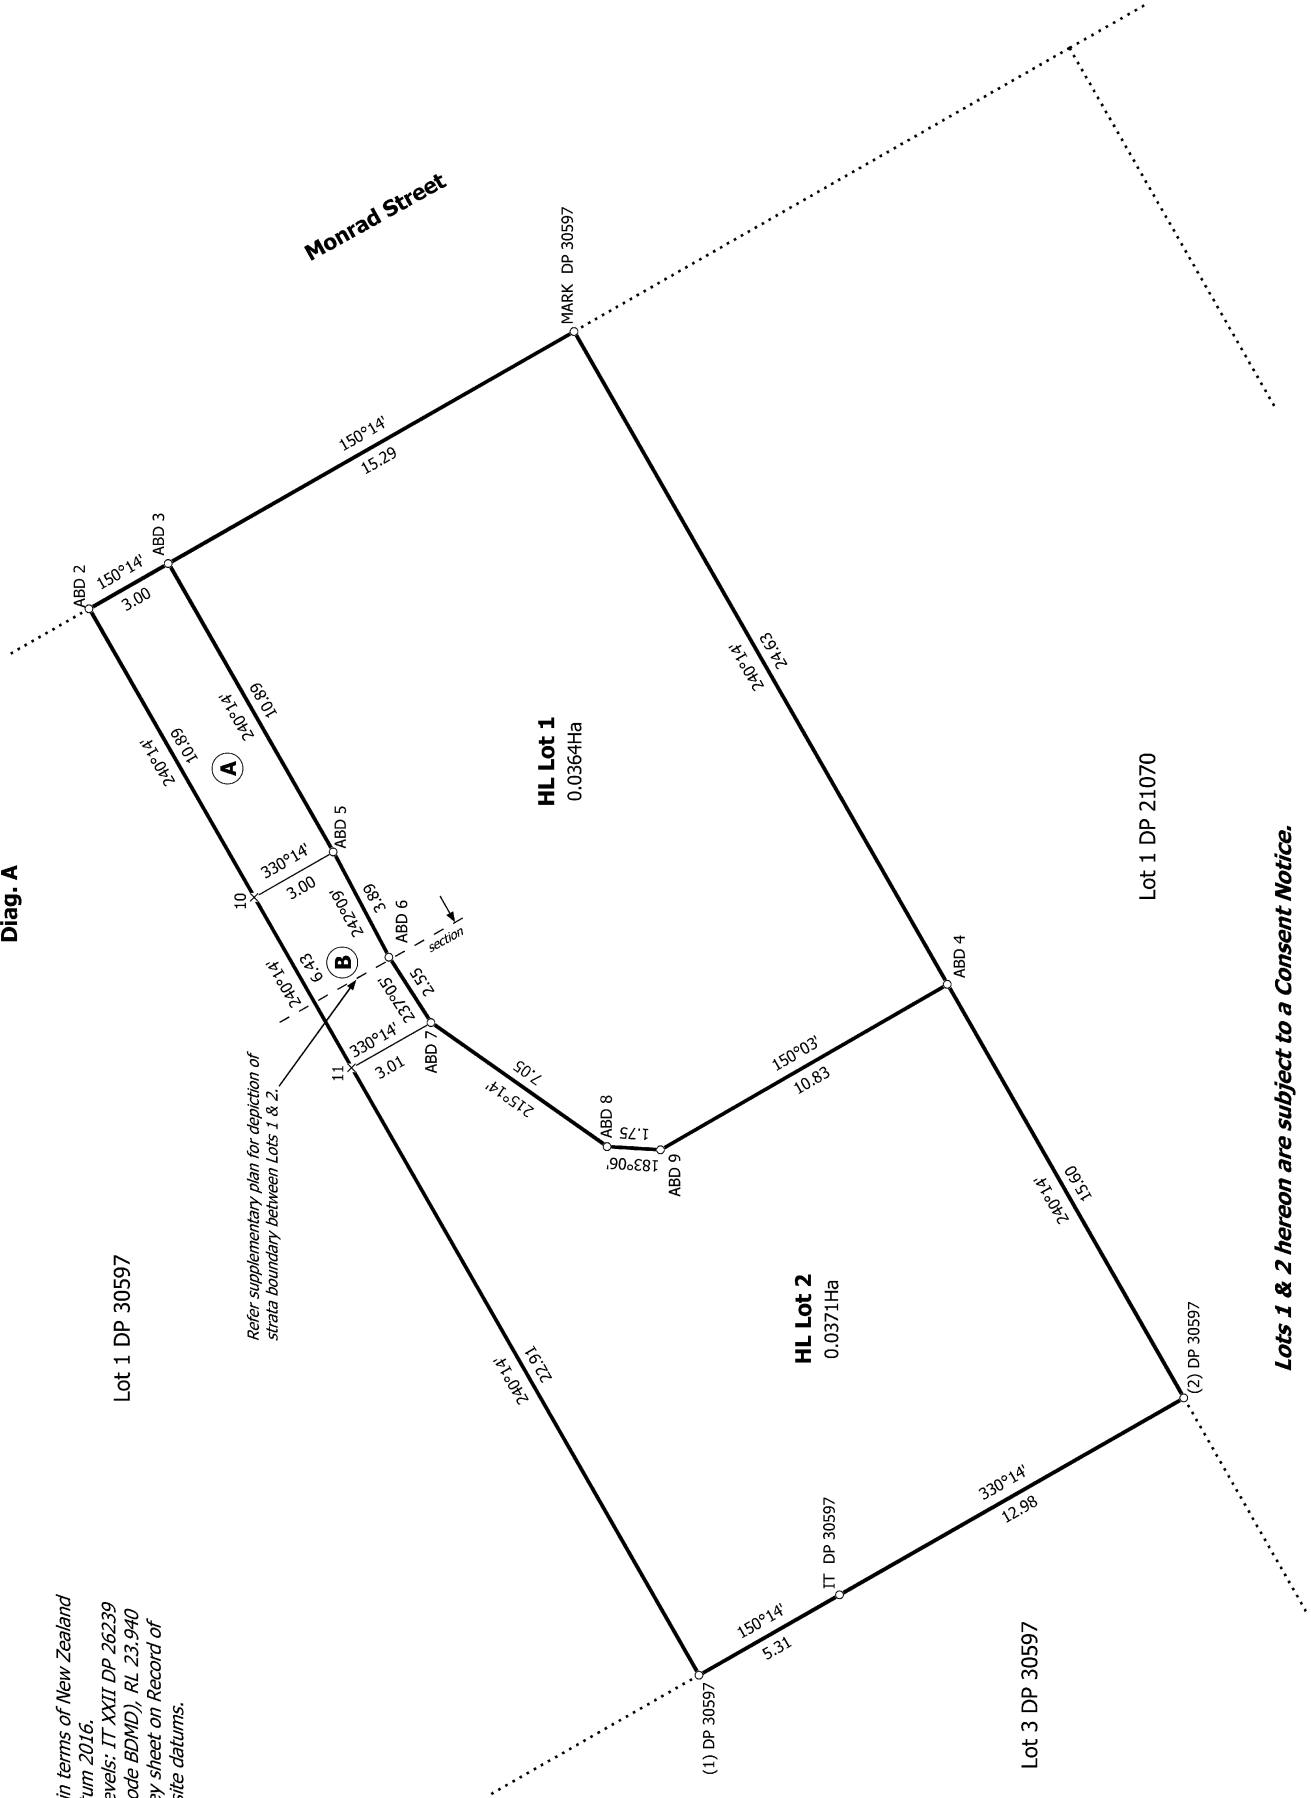 Diag. A
Monrad Street
MARK DP 30597
ABD 2
150°14'
3.00
ABD 3
150°14'
15.29
240°14'
10.89
A
240°14'
10.89
10
330°14'
3.00
ABD 5
242°09'
3.89
240°14'
6.43
B
ABD 6
section
237°05'
2.55
11
330°14'
3.01
ABD 7
Refer supplementary plan for depiction of
strata boundary between Lots 1 & 2.
HL Lot 1
0.0364Ha
240°14'
24.63
215°14'
7.05
ABD 8
183°06'
1.75
ABD 9
150°03'
10.83
ABD 4
Lot 1 DP 21070
Lot 1 DP 30597
240°14'
22.91
HL Lot 2
0.0371Ha
240°14'
15.60
(2) DP 30597
330°14'
12.98
IT DP 30597
150°14'
5.31
(1) DP 30597
Lot 3 DP 30597
in terms of New Zealand
um 2016.
evels: IT XXII DP 26239
ode BDMD), RL 23.940
ey sheet on Record of
site datums.
Lots 1 & 2 hereon are subject to a Consent Notice.